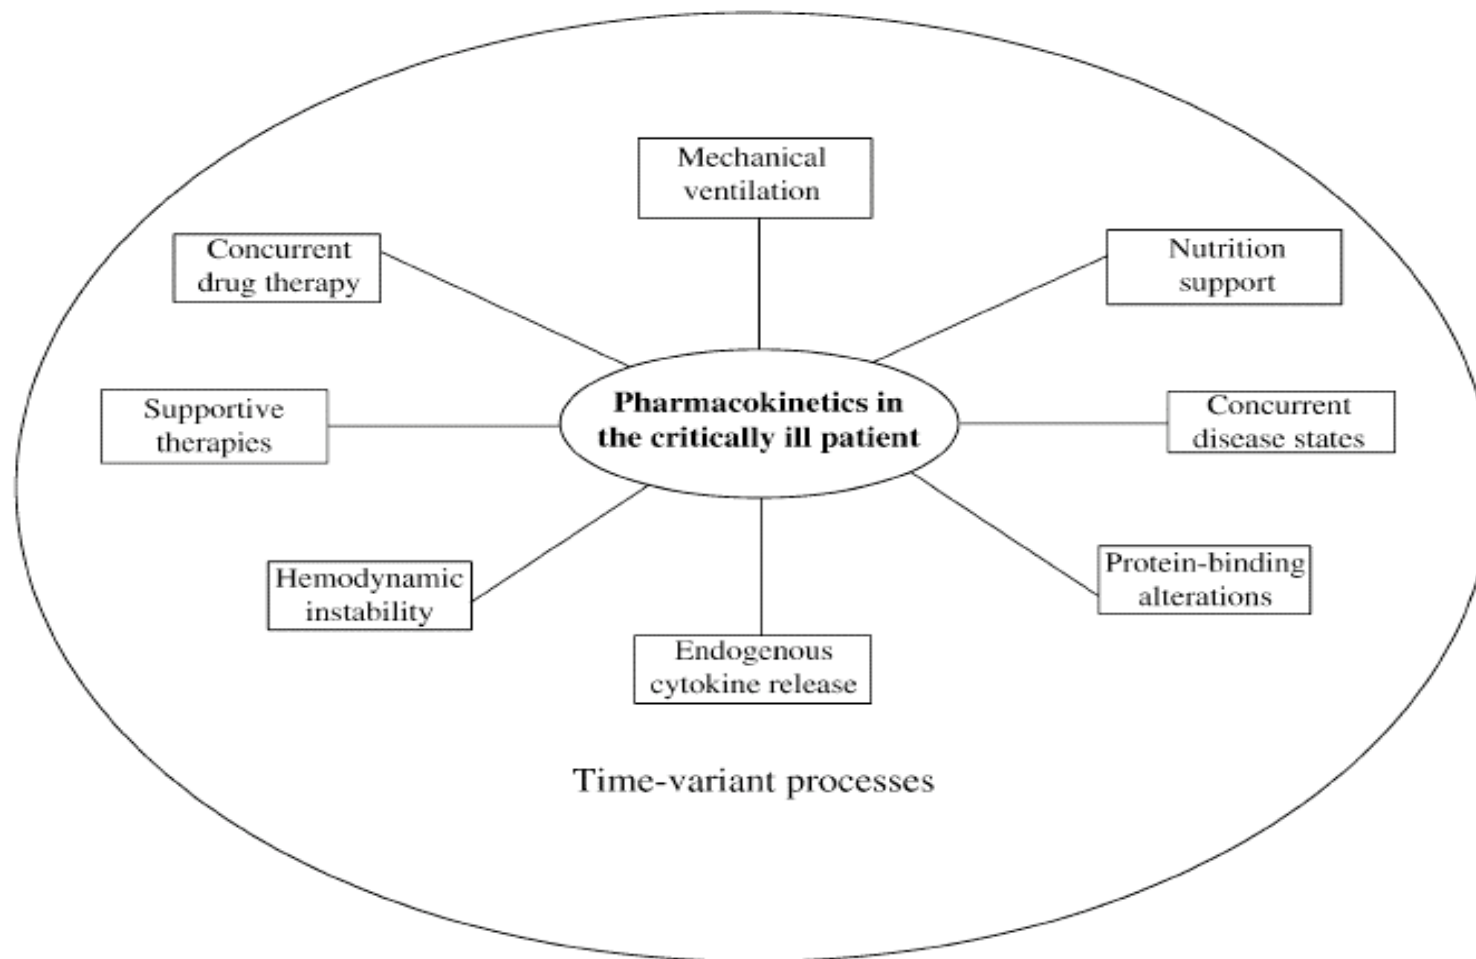 Mechanical
ventilation
Concurrent
drug therapy
Nutrition
support
Supportive
therapies
Pharmacokinetics in
the critically ill patient
Concurrent
disease states
Hemodynamic
instability
Protein-binding
alterations
Endogenous
cytokine release
Time-variant processes